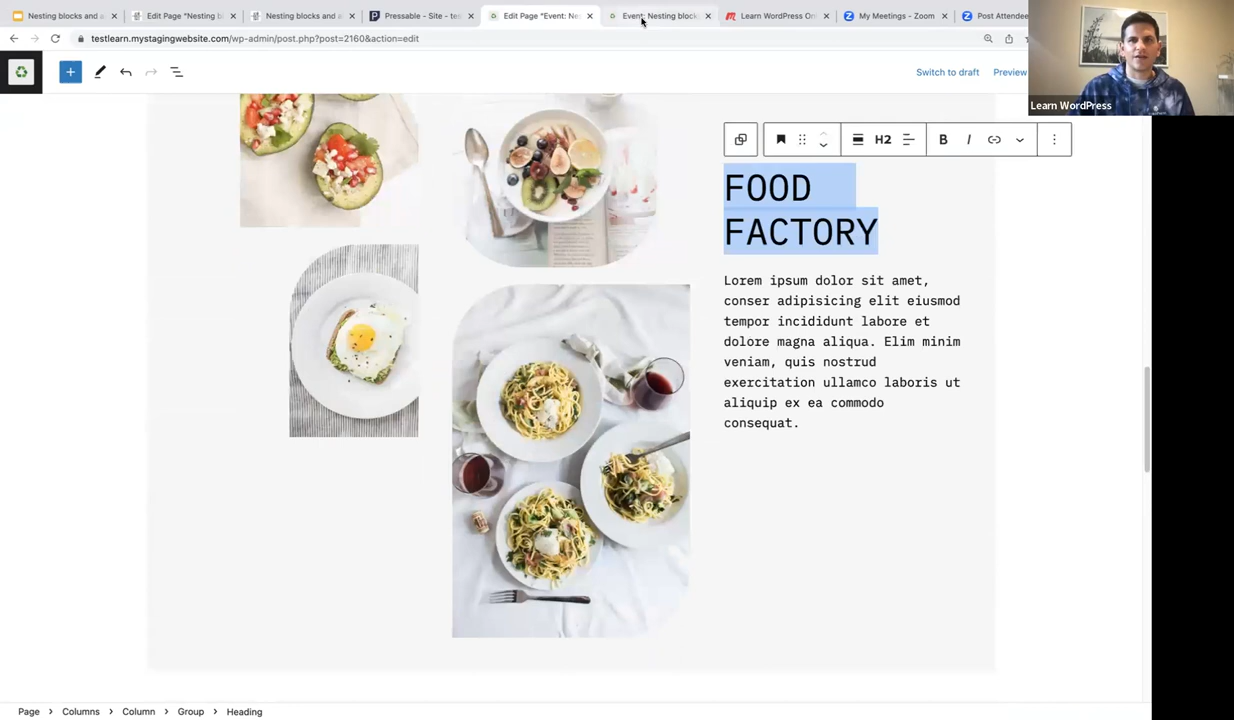 Nesting blocks and a
Edit Page "Nesting bl
Nesting blocks and a
Pressable - Site - tes
Edit Page "Event: Nes
Event: Nesting block
Learn WordPress On
My Meetings - Zoom
Post Attendee
testlearn.mystagingwebsite.com/wp-admin/post.php?post=2160&action=edit
Switch to draft
Preview
Learn WordPress
H2
B
I
FOOD
FACTORY
Lorem ipsum dolor sit amet,
conser adipisicing elit eiusmod
tempor incididunt labore et
dolore magna aliqua. Elim minim
veniam, quis nostrud
exercitation ullamco laboris ut
aliquip ex ea commodo
consequat.
Page
Columns
Column
Group
Heading